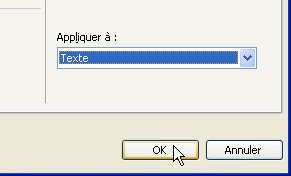 Appliquer à :
Texte
OK
Annuler